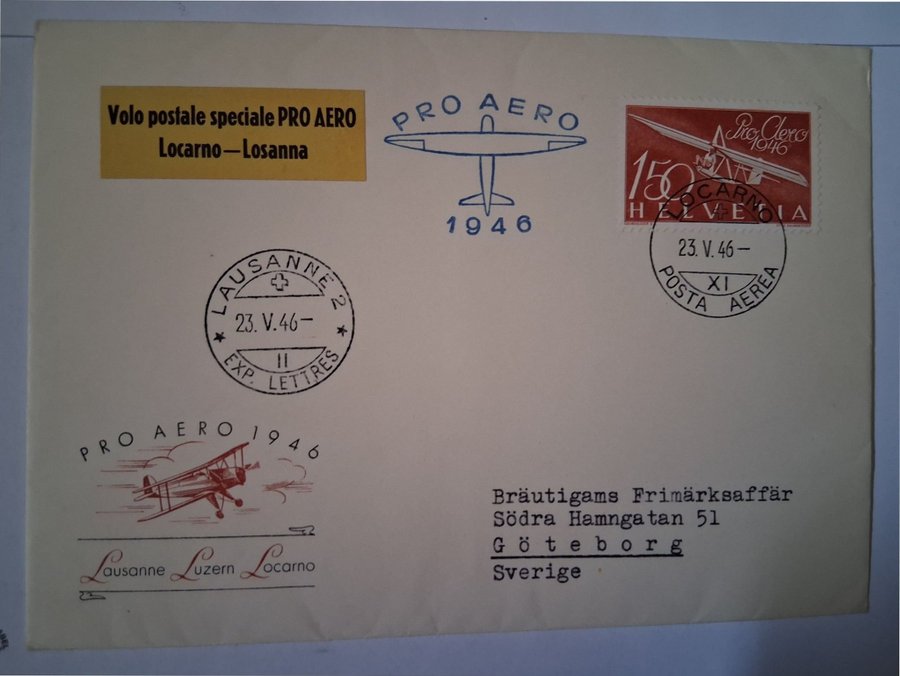 Volo postale speciale PRO AERO
Locarno—Losanna
PRO AERO
1946
Pro Aero
1946
150
HELVETIA
LOCARNO
23.V.46—
XI
POSTA AEREA
LAUSANNE 2
23.V.46—
II
EXP. LETTRES
PRO AERO 1946
Lausanne Luzern Locarno
Bräutigams Frimärksaffär
Södra Hamngatan 51
Göteborg
Sverige